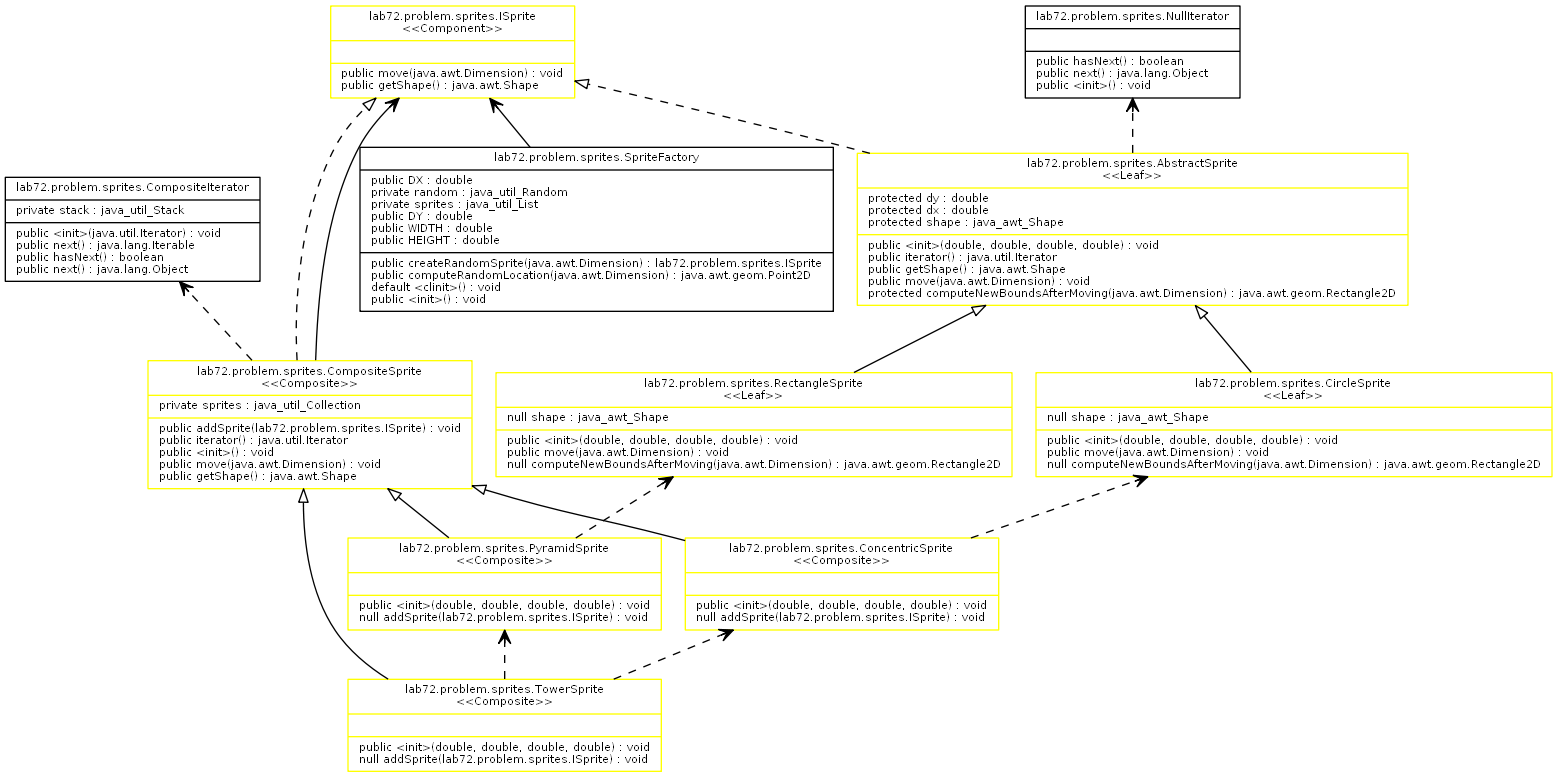 lab72.problem.sprites.ISprite
<<Component>>
public move(java.awt.Dimension) : void
public getShape() : java.awt.Shape
lab72.problem.sprites.NullIterator
public hasNext() : boolean
public next() : java.lang.Object
public <init>() : void
lab72.problem.sprites.CompositeIterator
private stack : java_util_Stack
public <init>(java.util.Iterator) : void
public next() : java.lang.Iterable
public hasNext() : boolean
public next() : java.lang.Object
lab72.problem.sprites.SpriteFactory
public DX : double
private random : java_util_Random
private sprites : java_util_List
public DY : double
public WIDTH : double
public HEIGHT : double
public createRandomSprite(java.awt.Dimension) : lab72.problem.sprites.ISprite
public computeRandomLocation(java.awt.Dimension) : java.awt.geom.Point2D
default <clinit>() : void
public <init>() : void
lab72.problem.sprites.AbstractSprite
<<Leaf>>
protected dy : double
protected dx : double
protected shape : java_awt_Shape
public <init>(double, double, double, double) : void
public iterator() : java.util.Iterator
public getShape() : java.awt.Shape
public move(java.awt.Dimension) : void
protected computeNewBoundsAfterMoving(java.awt.Dimension) : java.awt.geom.Rectangle2D
lab72.problem.sprites.CompositeSprite
<<Composite>>
private sprites : java_util_Collection
public addSprite(lab72.problem.sprites.ISprite) : void
public iterator() : java.util.Iterator
public <init>() : void
public move(java.awt.Dimension) : void
public getShape() : java.awt.Shape
lab72.problem.sprites.RectangleSprite
<<Leaf>>
null shape : java_awt_Shape
public <init>(double, double, double, double) : void
public move(java.awt.Dimension) : void
null computeNewBoundsAfterMoving(java.awt.Dimension) : java.awt.geom.Rectangle2D
lab72.problem.sprites.CircleSprite
<<Leaf>>
null shape : java_awt_Shape
public <init>(double, double, double, double) : void
public move(java.awt.Dimension) : void
null computeNewBoundsAfterMoving(java.awt.Dimension) : java.awt.geom.Rectangle2D
lab72.problem.sprites.PyramidSprite
<<Composite>>
public <init>(double, double, double, double) : void
null addSprite(lab72.problem.sprites.ISprite) : void
lab72.problem.sprites.ConcentricSprite
<<Composite>>
public <init>(double, double, double, double) : void
null addSprite(lab72.problem.sprites.ISprite) : void
lab72.problem.sprites.TowerSprite
<<Composite>>
public <init>(double, double, double, double) : void
null addSprite(lab72.problem.sprites.ISprite) : void